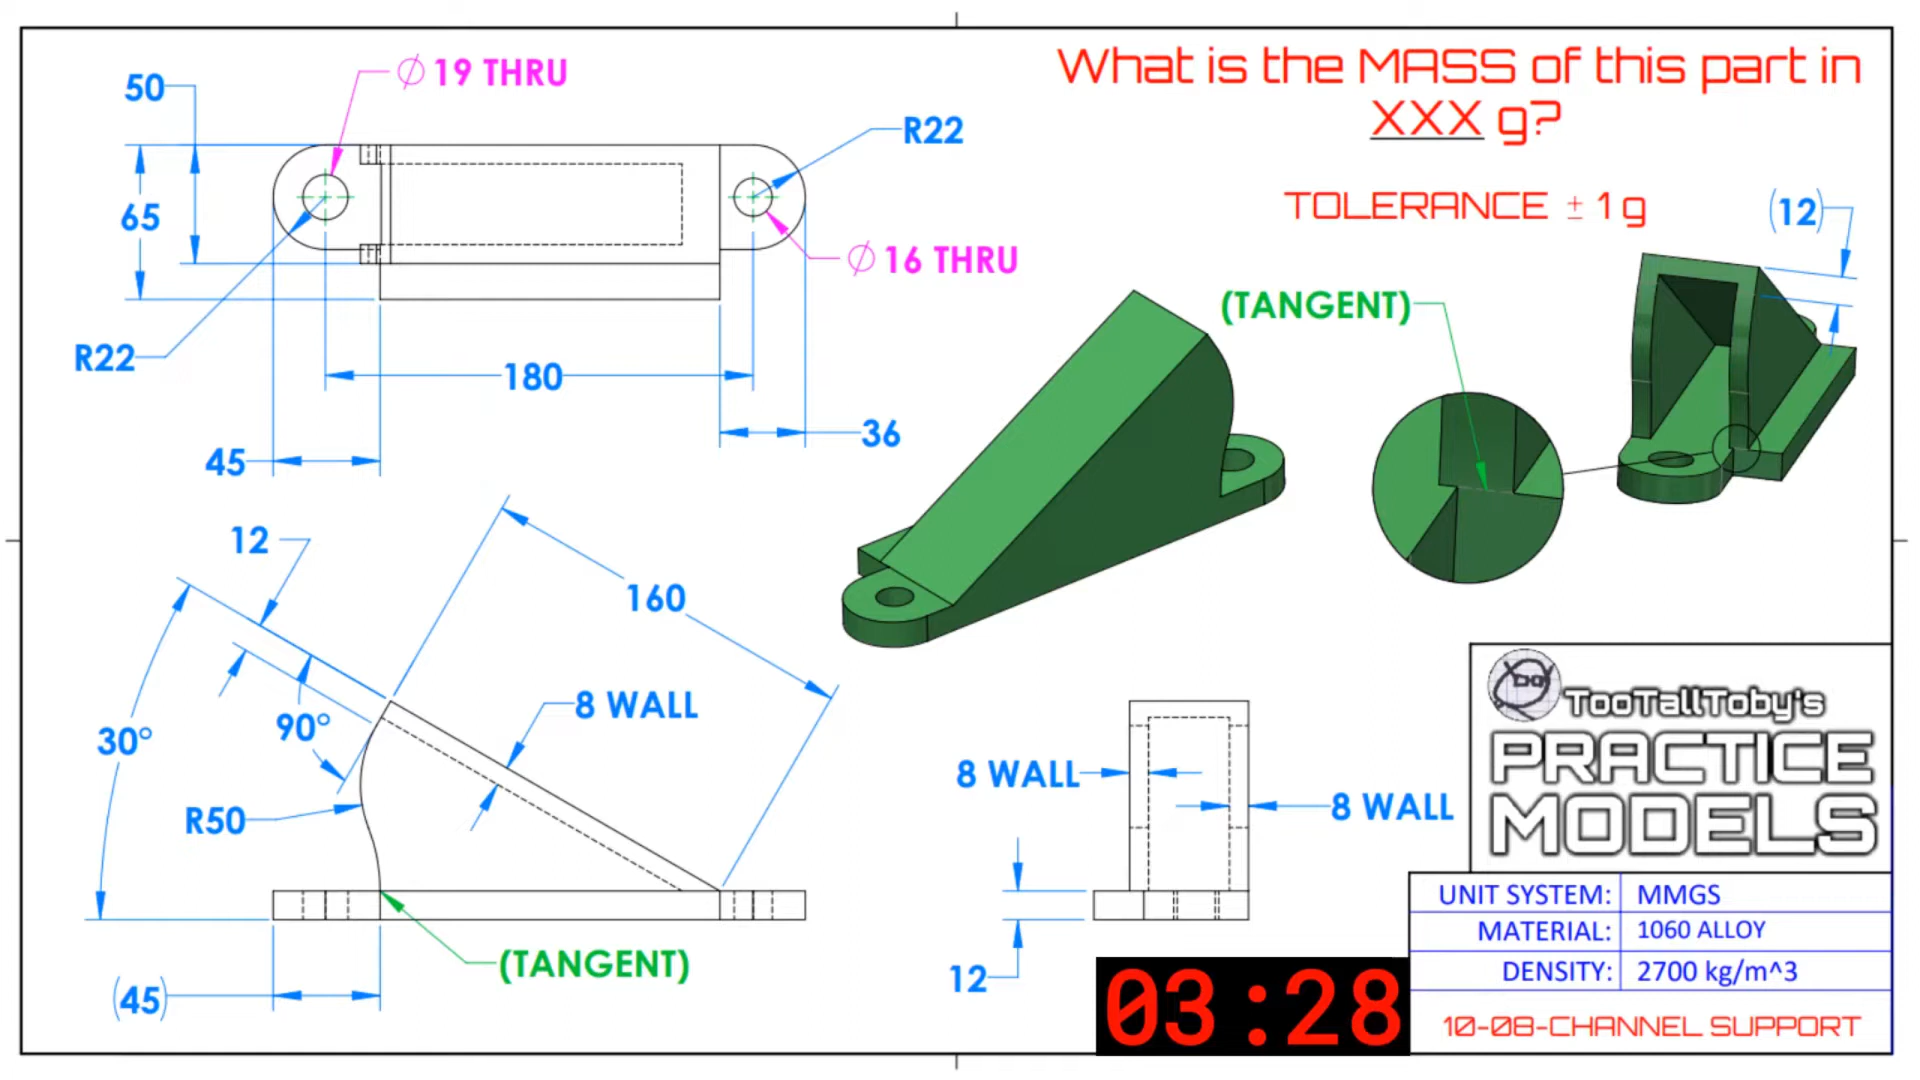 What is the MASS of this part in
XXX g?
TOLERANCE ± 1 g
50
∅ 19 THRU
R22
65
∅ 16 THRU
R22
180
36
45
(12)
(TANGENT)
12
160
30°
90°
8 WALL
R50
(TANGENT)
(45)
8 WALL
8 WALL
12
03:28
TooTallToby's
PRACTICE
MODELS
UNIT SYSTEM: MMGS
MATERIAL: 1060 ALLOY
DENSITY: 2700 kg/m^3
10-08-CHANNEL SUPPORT